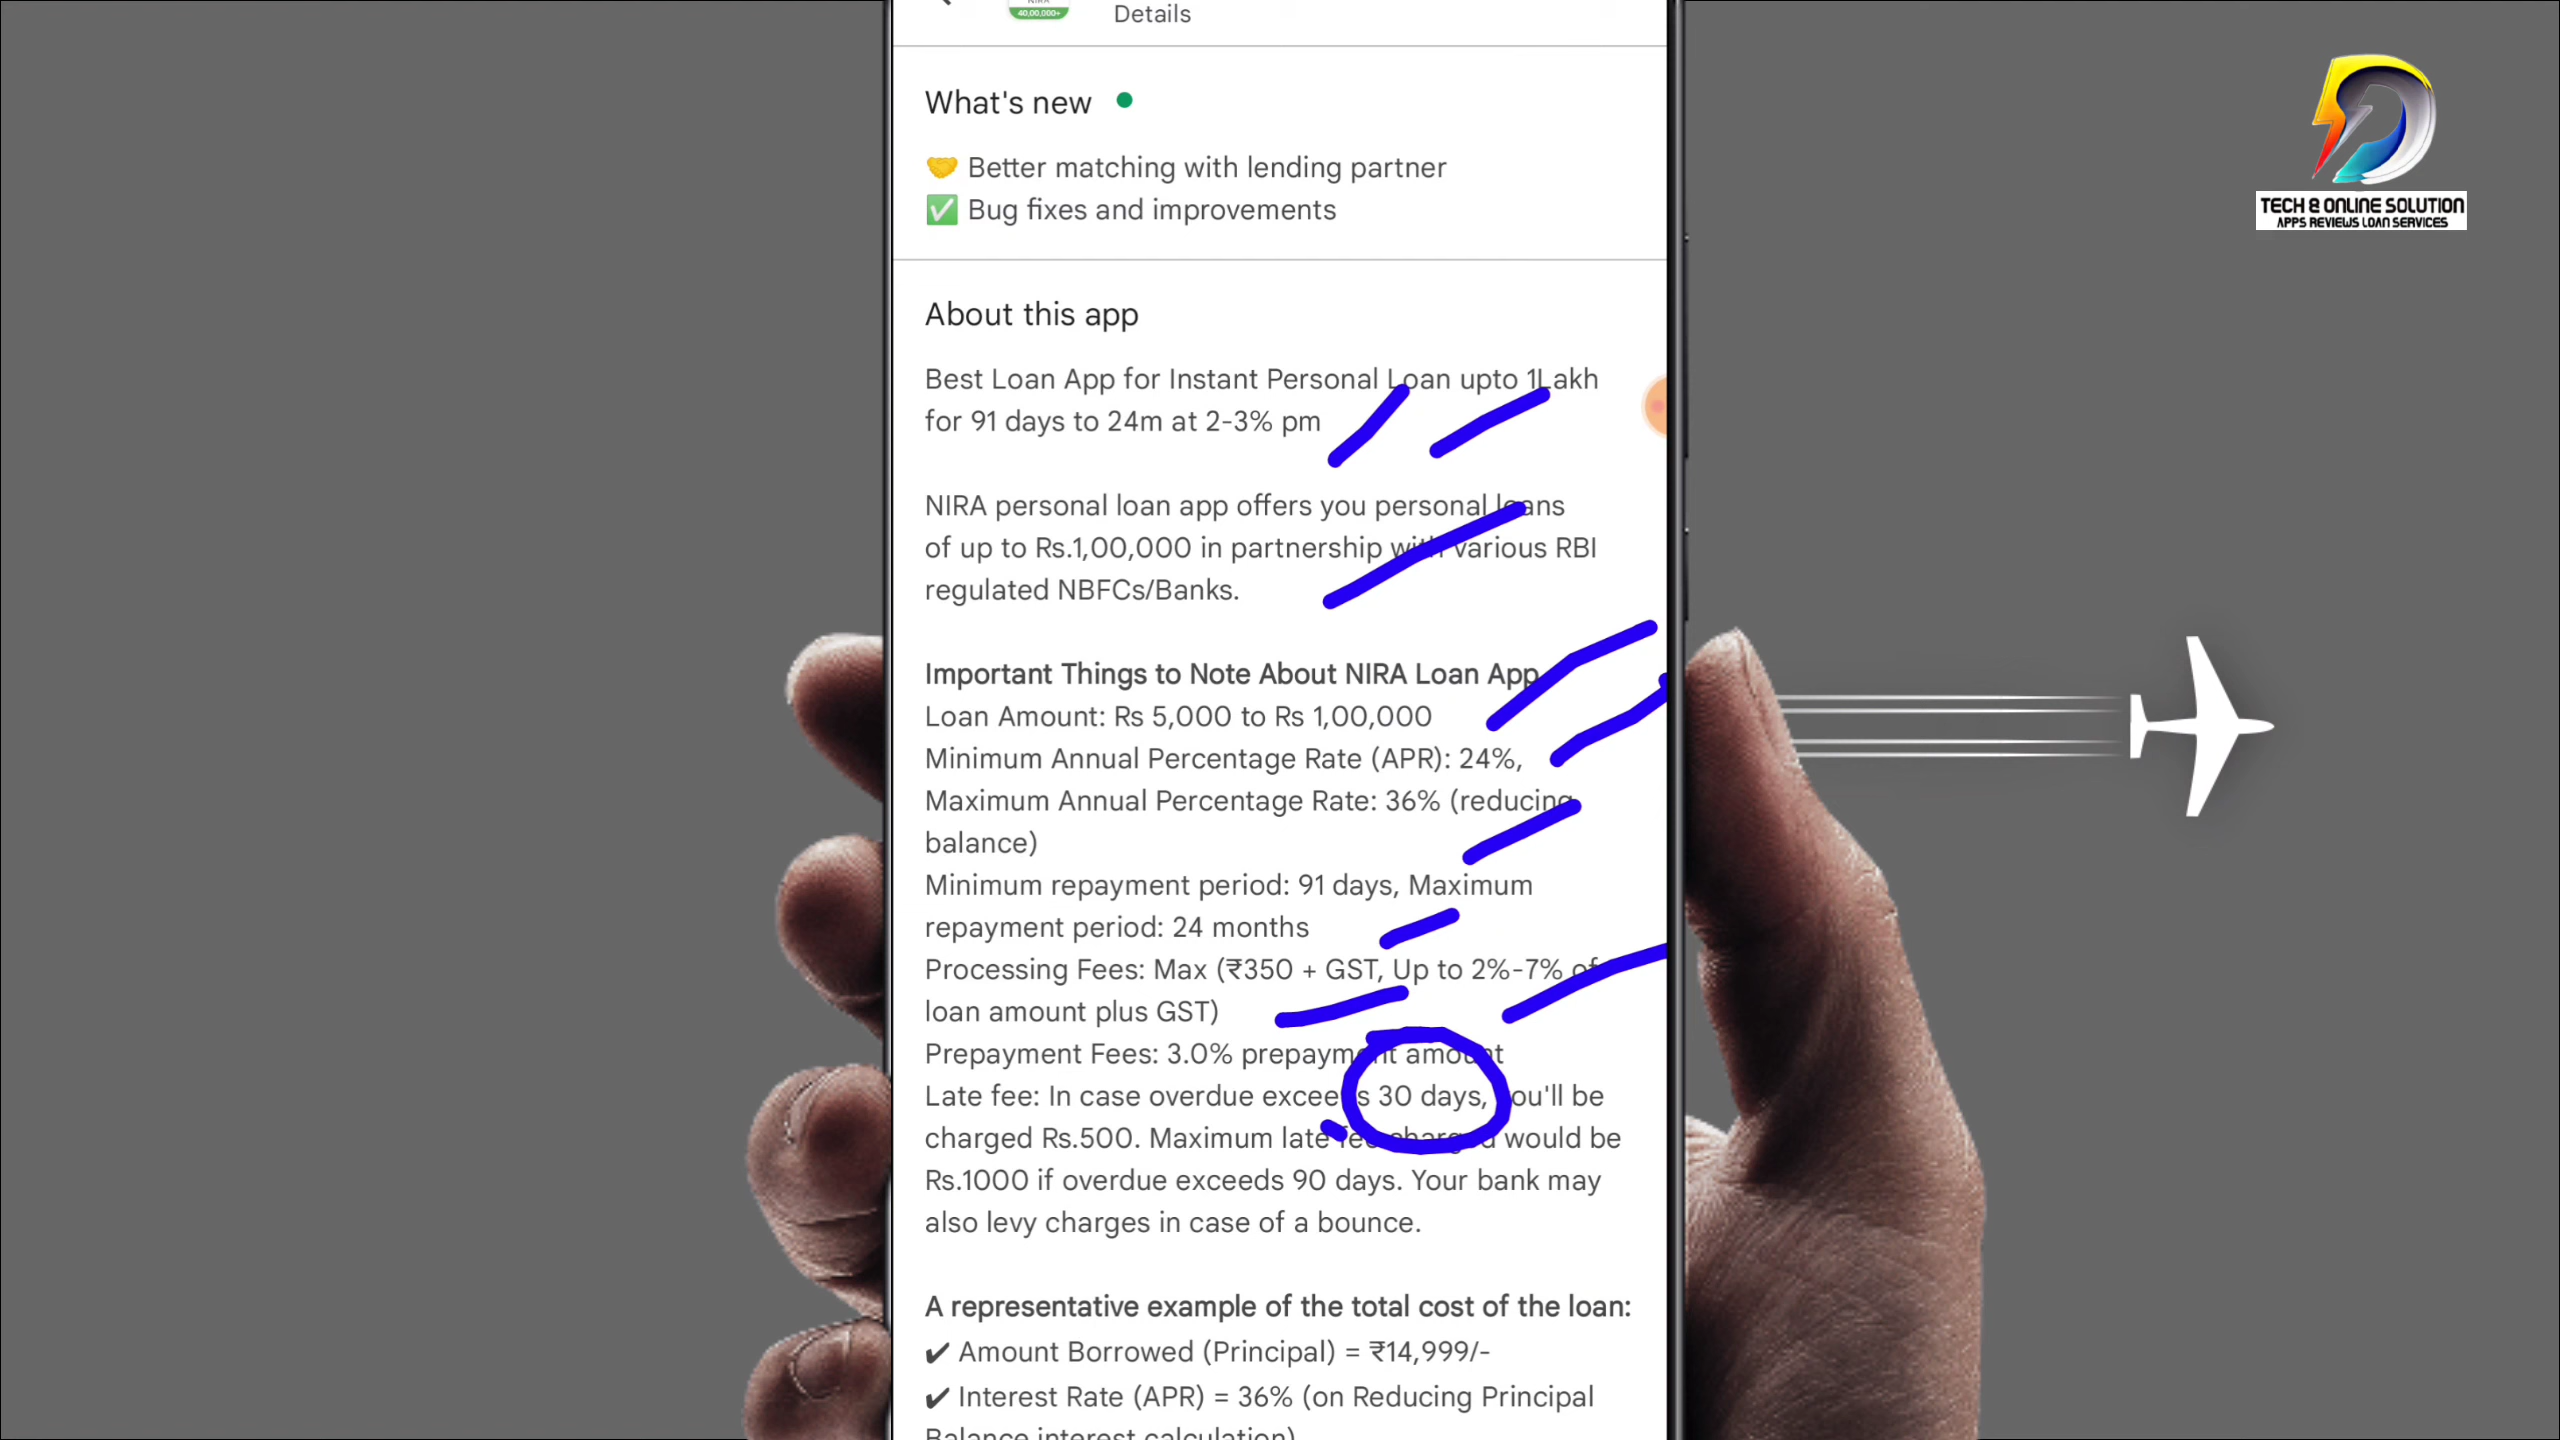 NIRA
40,00,000+
Details
What's new
🤝 Better matching with lending partner
✅ Bug fixes and improvements
About this app
Best Loan App for Instant Personal Loan upto 1Lakh
for 91 days to 24m at 2-3% pm
NIRA personal loan app offers you personal loans
of up to Rs.1,00,000 in partnership with various RBI
regulated NBFCs/Banks.
Important Things to Note About NIRA Loan App
Loan Amount: Rs 5,000 to Rs 1,00,000
Minimum Annual Percentage Rate (APR): 24%,
Maximum Annual Percentage Rate: 36% (reducing
balance)
Minimum repayment period: 91 days, Maximum
repayment period: 24 months
Processing Fees: Max (₹350 + GST, Up to 2%-7% of
loan amount plus GST)
Prepayment Fees: 3.0% prepayment amount
Late fee: In case overdue exceeds 30 days, you'll be
charged Rs.500. Maximum late fee charged would be
Rs.1000 if overdue exceeds 90 days. Your bank may
also levy charges in case of a bounce.
A representative example of the total cost of the loan:
✔ Amount Borrowed (Principal) = ₹14,999/-
✔ Interest Rate (APR) = 36% (on Reducing Principal
Balance interest calculation)
TECH & ONLINE SOLUTION
APPS REVIEWS LOAN SERVICES